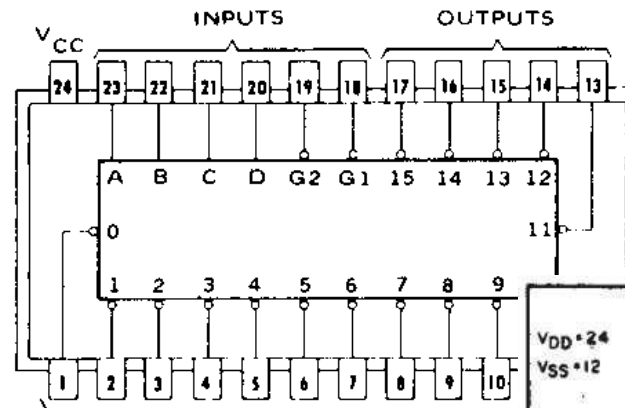 INPUTS OUTPUTS
VCC
24 23 22 21 20 19 18 17 16 15 14 13
A B C D G2 G1 15 14 13 12
0 11
1 2 3 4 5 6 7 8 9
VDD=24
VSS=12
1 2 3 4 5 6 7 8 9 10